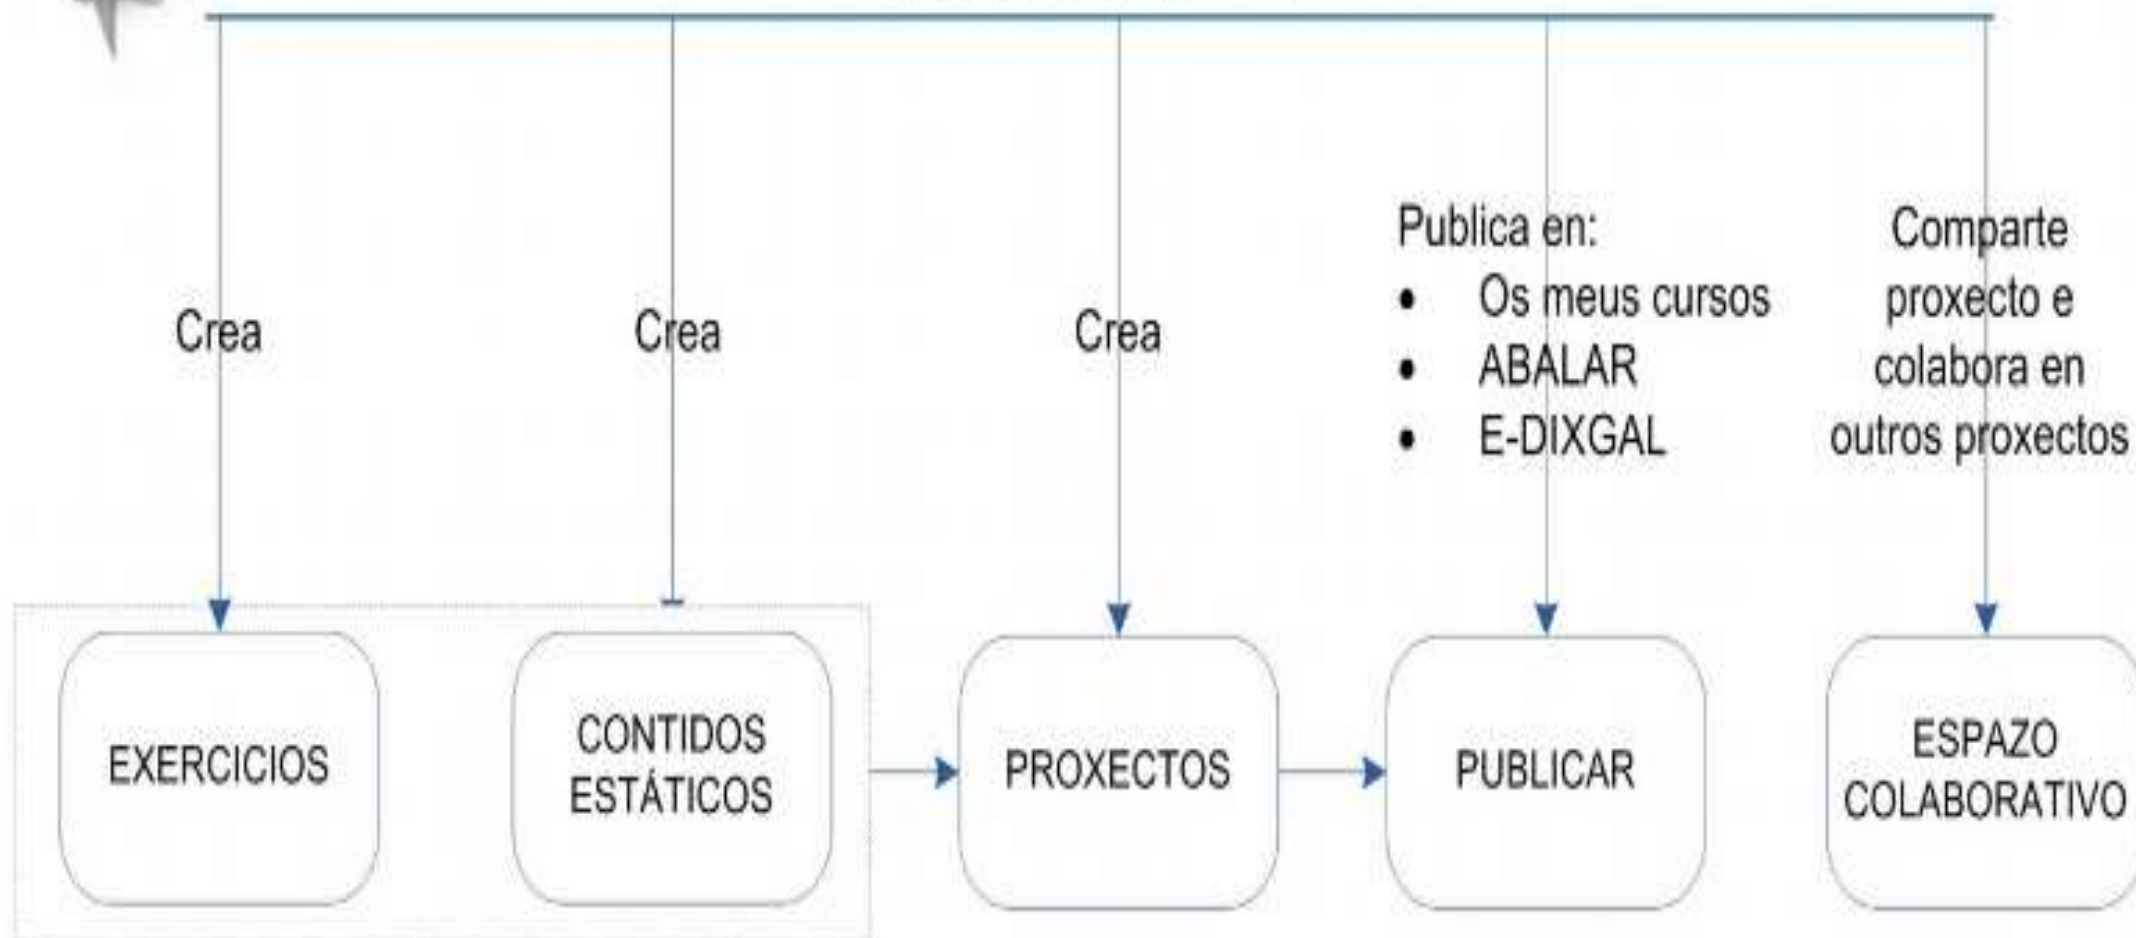 Crea
Crea
Crea
Publica en:
• Os meus cursos
• ABALAR
• E-DIXGAL
Comparte
proxecto e
colabora en
outros proxectos
EXERCICIOS
CONTIDOS
ESTÁTICOS
PROXECTOS
PUBLICAR
ESPAZO
COLABORATIVO